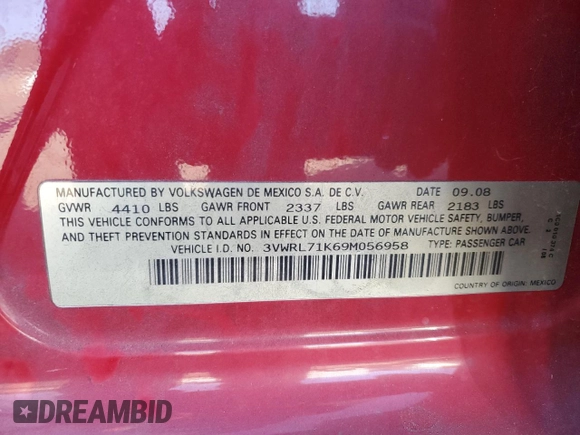 MANUFACTURED BY VOLKSWAGEN DE MEXICO S.A. DE C.V. DATE 09.08
GVWR 4410 LBS GAWR FRONT 2337 LBS GAWR REAR 2183 LBS
THIS VEHICLE CONFORMS TO ALL APPLICABLE U.S. FEDERAL MOTOR VEHICLE SAFETY, BUMPER,
AND THEFT PREVENTION STANDARDS IN EFFECT ON THE DATE OF MANUFACTURE SHOWN ABOVE.
VEHICLE I.D. NO. 3VWRL71K69M056958 TYPE: PASSENGER CAR
COUNTRY OF ORIGIN: MEXICO
DREAMBID